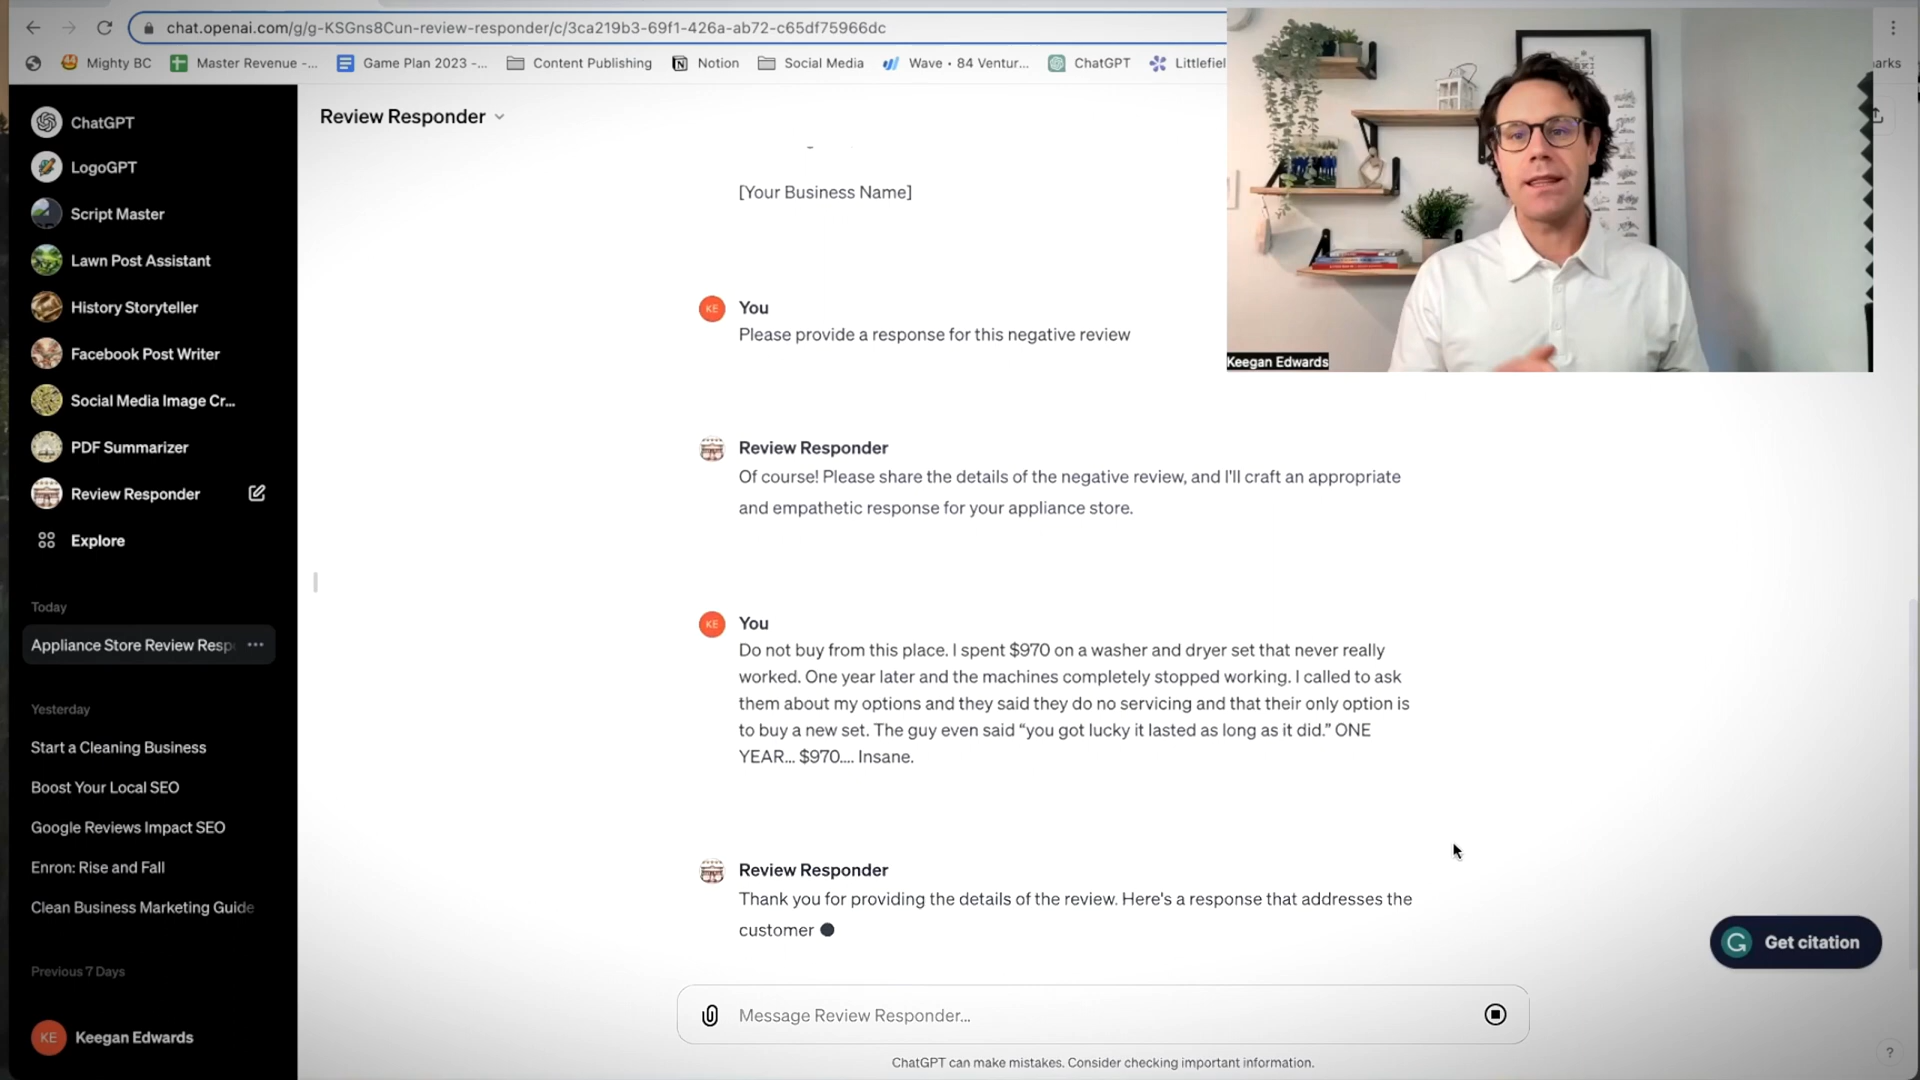 chat.openai.com/g/g-KSGns8Cun-review-responder/c/3ca219b3-69f1-426a-ab72-c65df75966dc
Mighty BC
Master Revenue -...
Game Plan 2023 -...
Content Publishing
Notion
Social Media
Wave • 84 Ventur...
ChatGPT
Littlefiel
arks
ChatGPT
LogoGPT
Script Master
Lawn Post Assistant
History Storyteller
Facebook Post Writer
Social Media Image Cr...
PDF Summarizer
Review Responder
Explore
Today
Appliance Store Review Resp
Yesterday
Start a Cleaning Business
Boost Your Local SEO
Google Reviews Impact SEO
Enron: Rise and Fall
Clean Business Marketing Guide
Previous 7 Days
KE
Keegan Edwards
Review Responder
[Your Business Name]
KE
You
Please provide a response for this negative review
Review Responder
Of course! Please share the details of the negative review, and I'll craft an appropriate
and empathetic response for your appliance store.
KE
You
Do not buy from this place. I spent $970 on a washer and dryer set that never really
worked. One year later and the machines completely stopped working. I called to ask
them about my options and they said they do no servicing and that their only option is
to buy a new set. The guy even said “you got lucky it lasted as long as it did.” ONE
YEAR... $970.... Insane.
Review Responder
Thank you for providing the details of the review. Here's a response that addresses the
customer
Message Review Responder...
ChatGPT can make mistakes. Consider checking important information.
Keegan Edwards
Get citation
?